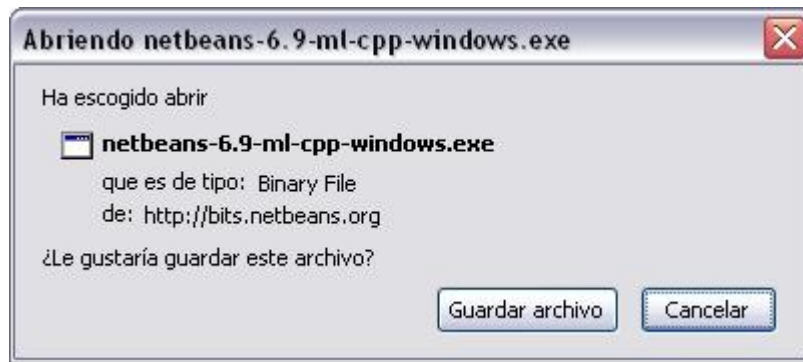 Abriendo netbeans-6.9-ml-cpp-windows.exe
Ha escogido abrir
netbeans-6.9-ml-cpp-windows.exe
que es de tipo: Binary File
de: http://bits.netbeans.org
¿Le gustaría guardar este archivo?
Guardar archivo Cancelar